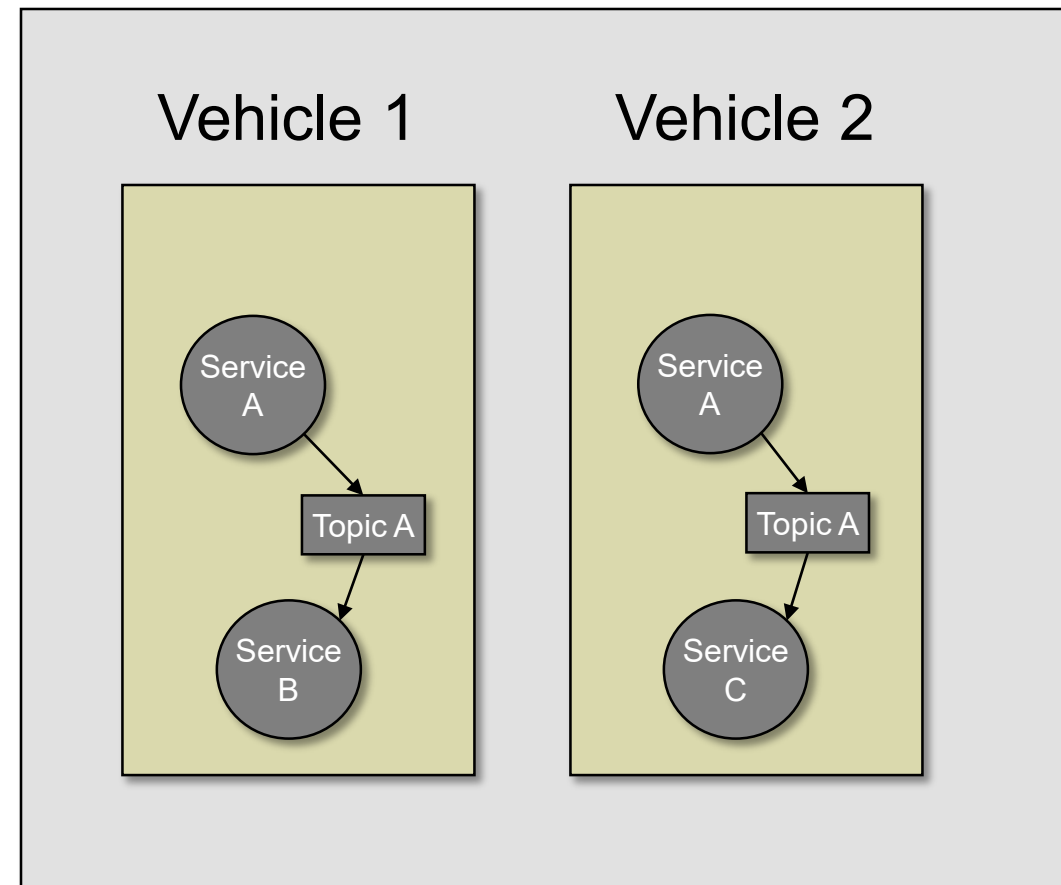 Vehicle 1
Vehicle 2
Service
A
Topic A
Service
B
Service
A
Topic A
Service
C